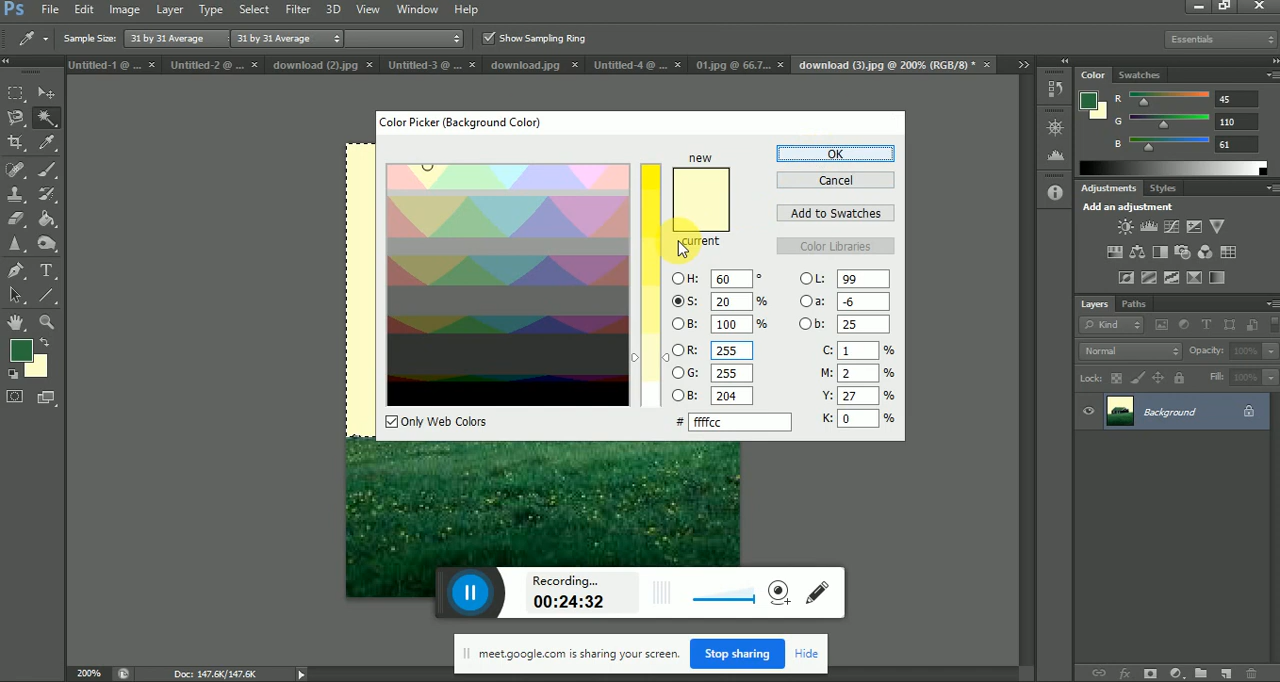 Ps File Edit Image Layer Type Select Filter 3D View Window Help
Sample Size: 31 by 31 Average 31 by 31 Average Show Sampling Ring Essentials
Untitled-1 @ ... × Untitled-2 @ ... × download (2).jpg × Untitled-3 @ ... × download.jpg × Untitled-4 @ ... × 01.jpg @ 66.7... × download (3).jpg @ 200% (RGB/8) * ×
Color Picker (Background Color)
new
current
OK
Cancel
Add to Swatches
Color Libraries
H: 60 °
S: 20 %
B: 100 %
R: 255
G: 255
B: 204
# ffffcc
L: 99
a: -6
b: 25
C: 1 %
M: 2 %
Y: 27 %
K: 0 %
Only Web Colors
Color Swatches
R 45
G 110
B 61
Adjustments Styles
Add an adjustment
Layers Paths
Kind
Normal Opacity: 100%
Lock: Fill: 100%
Background
Recording...
00:24:32
meet.google.com is sharing your screen. Stop sharing Hide
200% Doc: 147.6K/147.6K